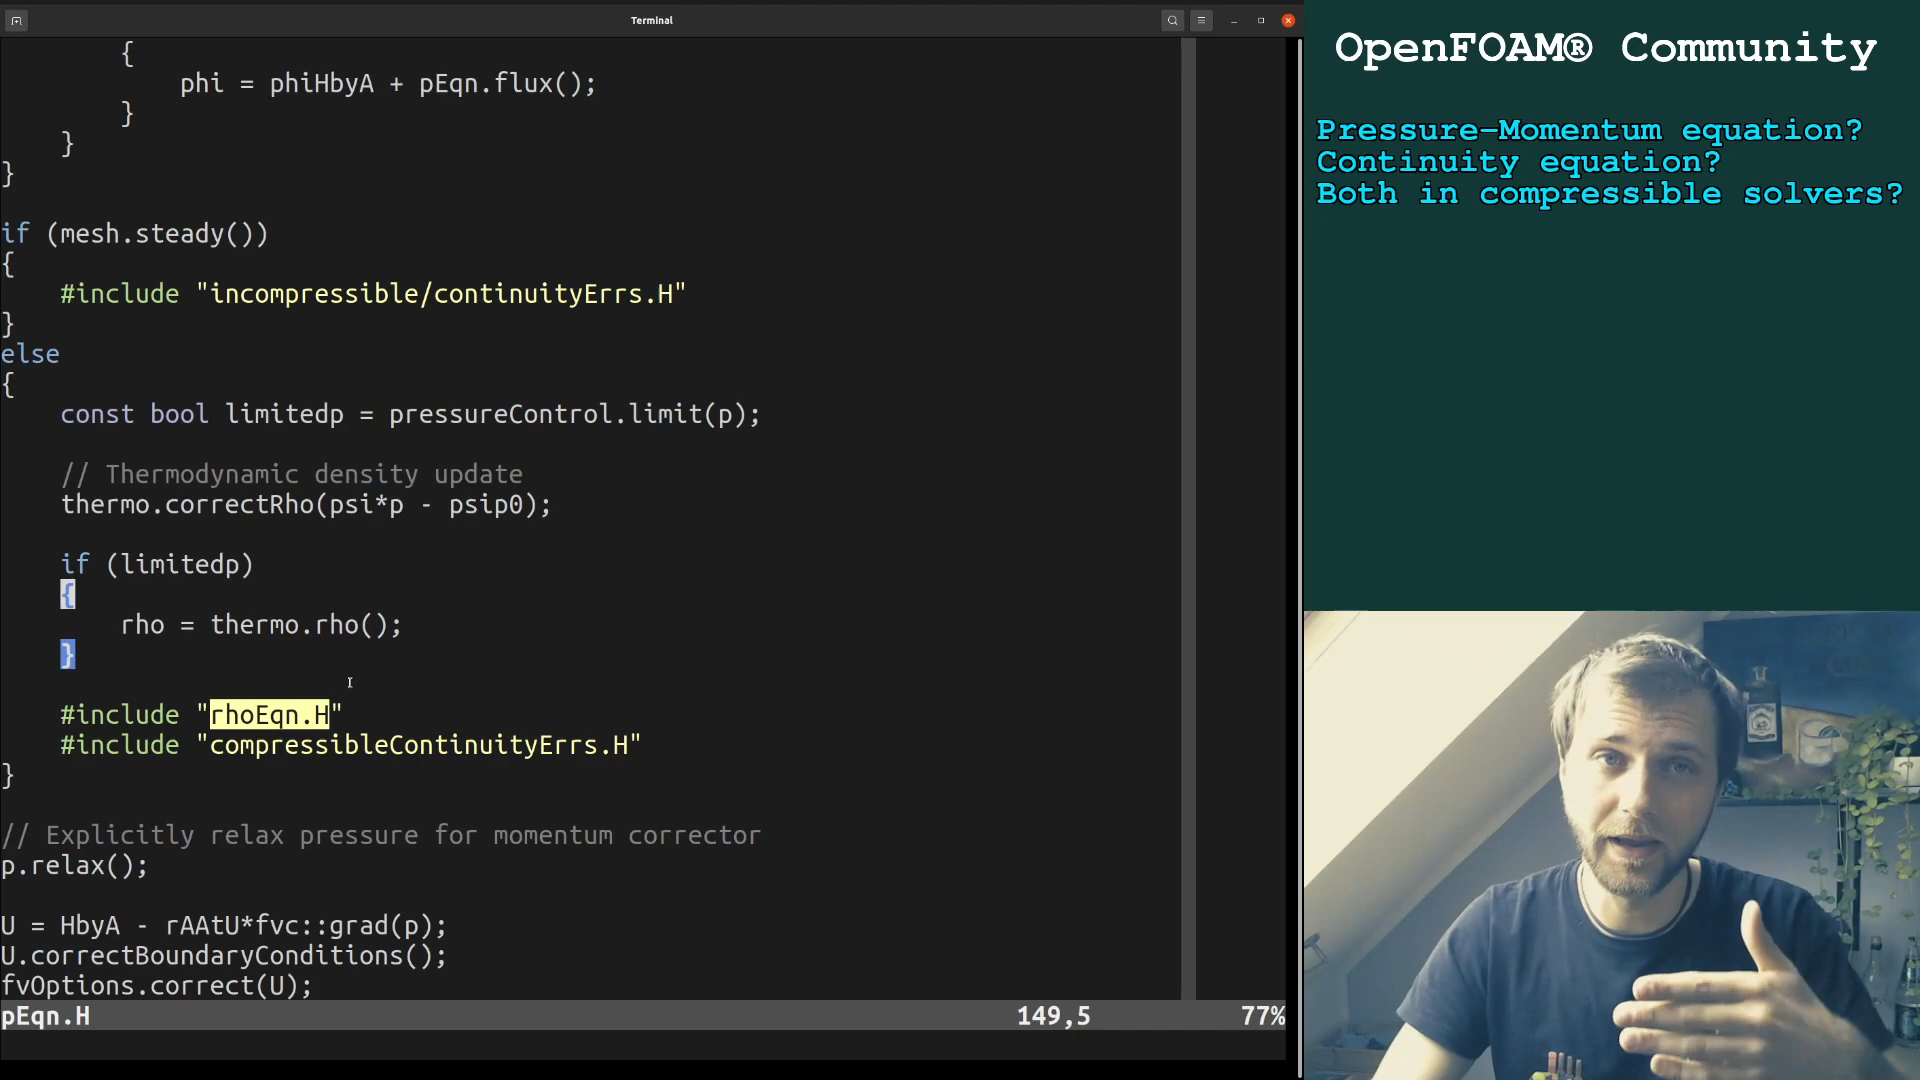 Terminal
{
phi = phiHbyA + pEqn.flux();
}
}
}
if (mesh.steady())
{
#include "incompressible/continuityErrs.H"
}
else
{
const bool limitedp = pressureControl.limit(p);
// Thermodynamic density update
thermo.correctRho(psi*p - psip0);
if (limitedp)
{
rho = thermo.rho();
}
#include "rhoEqn.H"
#include "compressibleContinuityErrs.H"
}
// Explicitly relax pressure for momentum corrector
p.relax();
U = HbyA - rAAtU*fvc::grad(p);
U.correctBoundaryConditions();
fvOptions.correct(U);
pEqn.H 149,5 77%
OpenFOAM® Community
Pressure-Momentum equation?
Continuity equation?
Both in compressible solvers?